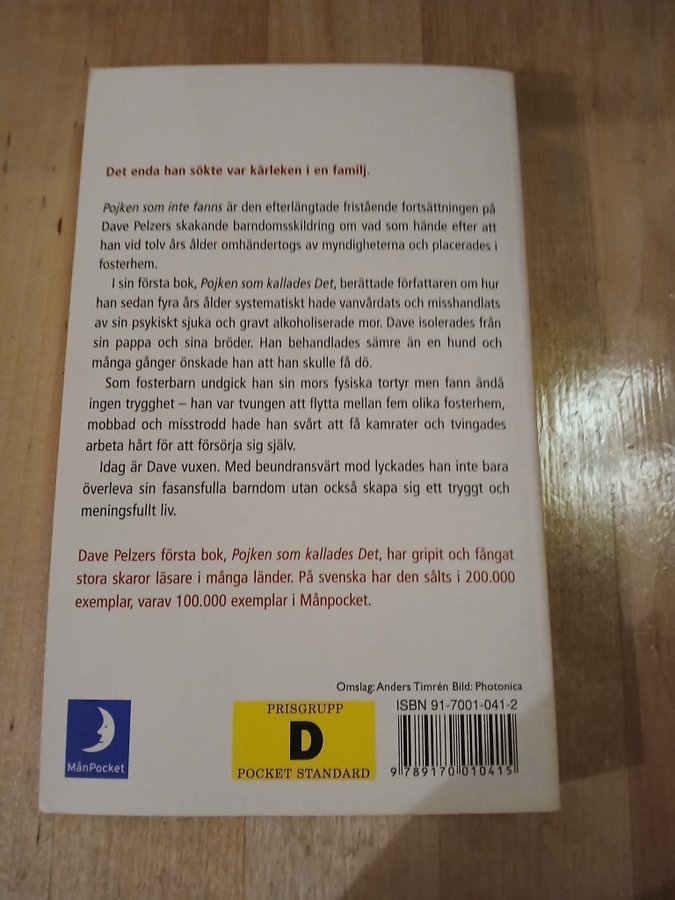 Det enda han sökte var kärleken i en familj.
Pojken som inte fanns är den efterlängtade fristående fortsättningen på
Dave Pelzers skakande barndomsskildring om vad som hände efter att
han vid tolv års ålder omhändertogs av myndigheterna och placerades i
fosterhem.
I sin första bok, Pojken som kallades Det, berättade författaren om hur
han sedan fyra års ålder systematiskt hade vanvårdats och misshandlats
av sin psykiskt sjuka och gravt alkoholiserade mor. Dave isolerades från
sin pappa och sina bröder. Han behandlades sämre än en hund och
många gånger önskade han att han skulle få dö.
Som fosterbarn undgick han sin mors fysiska tortyr men fann ändå
ingen trygghet – han var tvungen att flytta mellan fem olika fosterhem,
mobbad och misstrodd hade han svårt att få kamrater och tvingades
arbeta hårt för att försörja sig själv.
Idag är Dave vuxen. Med beundransvärt mod lyckades han inte bara
överleva sin fasansfulla barndom utan också skapa sig ett tryggt och
meningsfullt liv.
Dave Pelzers första bok, Pojken som kallades Det, har gripit och fångat
stora skaror läsare i många länder. På svenska har den sålts i 200.000
exemplar, varav 100.000 exemplar i Månpocket.
Omslag: Anders Timrén Bild: Photonica
ISBN 91-7001-041-2
PRISGRUPP
D
POCKET STANDARD
MånPocket
9 789170 010415